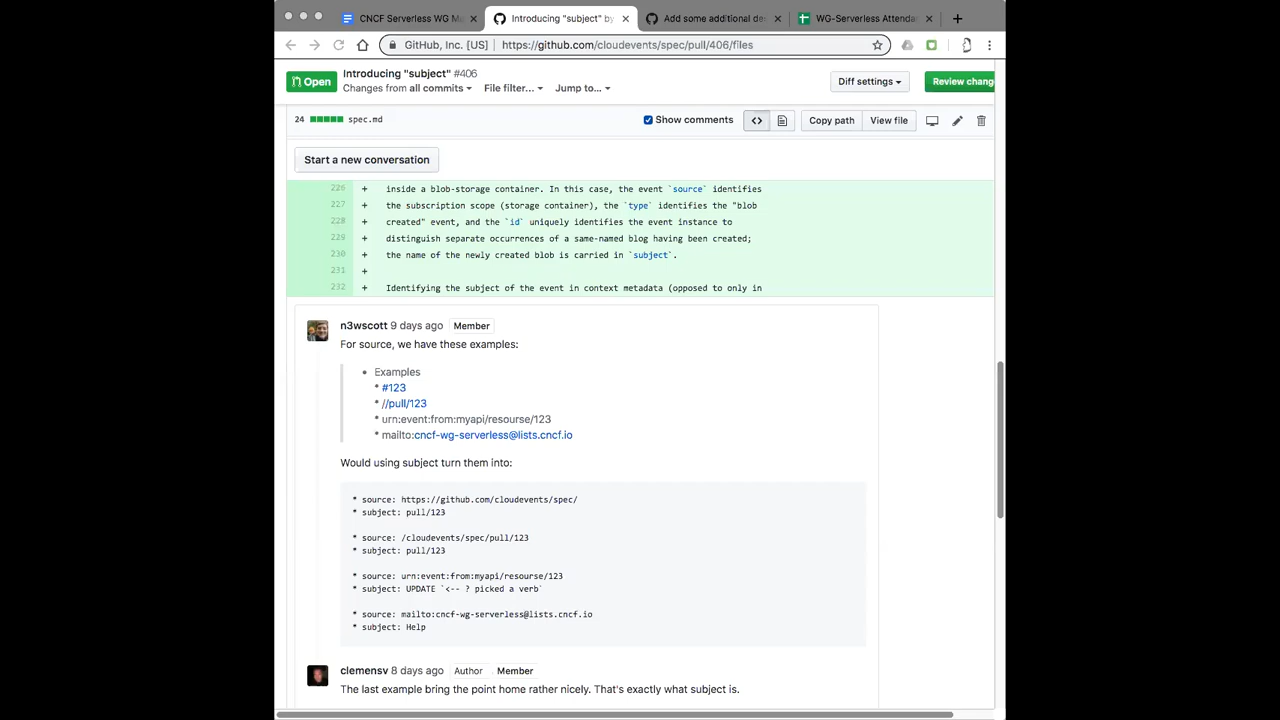 CNCF Serverless WG Ma
Introducing "subject" by
Add some additional de
WG-Serverless Attendan
GitHub, Inc. [US]
https://github.com/cloudevents/spec/pull/406/files
Open
Introducing "subject" #406
Changes from all commits
File filter...
Jump to...
Diff settings
Review chang
24
spec.md
Show comments
Copy path
View file
Start a new conversation
226 + inside a blob-storage container. In this case, the event `source` identifies
227 + the subscription scope (storage container), the `type` identifies the "blob
228 + created" event, and the `id` uniquely identifies the event instance to
229 + distinguish separate occurrences of a same-named blog having been created;
230 + the name of the newly created blob is carried in `subject`.
231 +
232 Identifying the subject of the event in context metadata (opposed to only in
n3wscott 9 days ago Member
For source, we have these examples:
• Examples
* #123
* //pull/123
* urn:event:from:myapi/resourse/123
* mailto:cncf-wg-serverless@lists.cncf.io
Would using subject turn them into:
* source: https://github.com/cloudevents/spec/
* subject: pull/123
* source: /cloudevents/spec/pull/123
* subject: pull/123
* source: urn:event:from:myapi/resourse/123
* subject: UPDATE `<-- ? picked a verb`
* source: mailto:cncf-wg-serverless@lists.cncf.io
* subject: Help
clemensv 8 days ago Author Member
The last example bring the point home rather nicely. That's exactly what subject is.